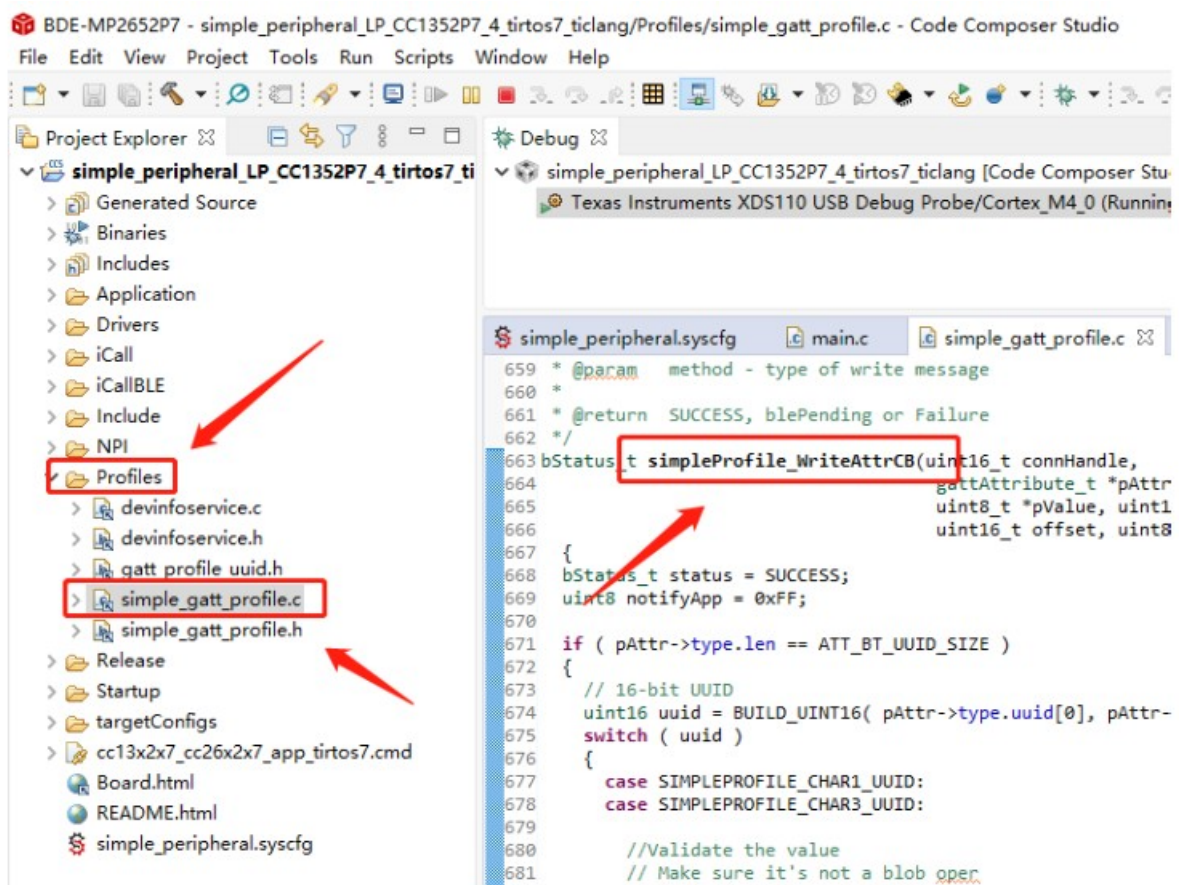 BDE-MP2652P7 - simple_peripheral_LP_CC1352P7_4_tirtos7_ticlang/Profiles/simple_gatt_profile.c - Code Composer Studio
File Edit View Project Tools Run Scripts Window Help
Project Explorer
simple_peripheral_LP_CC1352P7_4_tirtos7_ti
Generated Source
Binaries
Includes
Application
Drivers
iCall
iCallBLE
Include
NPI
Profiles
devinfoservice.c
devinfoservice.h
gatt_profile_uuid.h
simple_gatt_profile.c
simple_gatt_profile.h
Release
Startup
targetConfigs
cc13x2x7_cc26x2x7_app_tirtos7.cmd
Board.html
README.html
simple_peripheral.syscfg
Debug
simple_peripheral_LP_CC1352P7_4_tirtos7_ticlang [Code Composer Stu
Texas Instruments XDS110 USB Debug Probe/Cortex_M4_0 (Running
simple_peripheral.syscfg main.c simple_gatt_profile.c
659 * @param method - type of write message
660 *
661 * @return SUCCESS, blePending or Failure
662 */
663 bStatus_t simpleProfile_WriteAttrCB(uint16_t connHandle,
664 gattAttribute_t *pAttr
665 uint8_t *pValue, uint1
666 uint16_t offset, uint8
667 {
668 bStatus_t status = SUCCESS;
669 uint8 notifyApp = 0xFF;
670
671 if ( pAttr->type.len == ATT_BT_UUID_SIZE )
672 {
673 // 16-bit UUID
674 uint16 uuid = BUILD_UINT16( pAttr->type.uuid[0], pAttr-
675 switch ( uuid )
676 {
677 case SIMPLEPROFILE_CHAR1_UUID:
678 case SIMPLEPROFILE_CHAR3_UUID:
679
680 //Validate the value
681 // Make sure it's not a blob oper